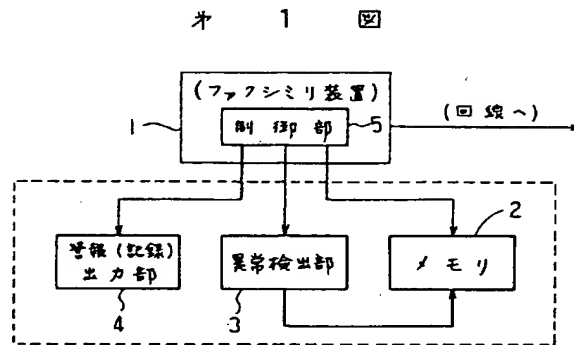 第 1 図
(ファクシミリ装置)
1
制御部
5
(回線へ)
警報(記録)
出力部
4
異常検出部
3
メモリ
2